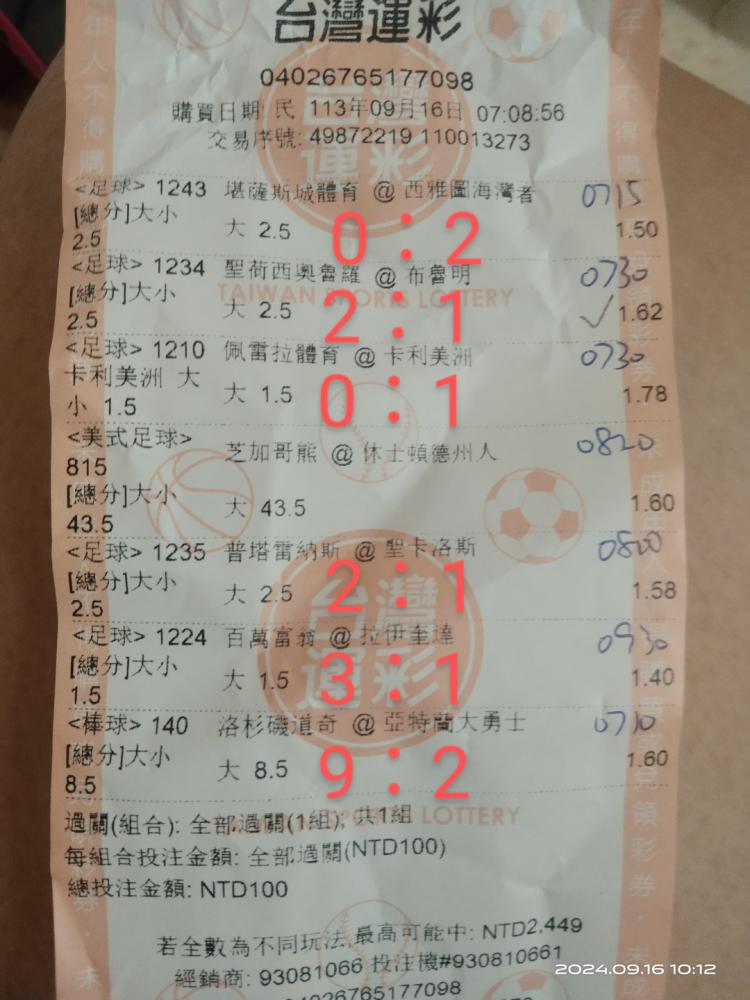 台灣運彩
04026765177098
購買日期: 民 113年09月16日 07:08:56
交易序號: 49872219 110013273
<足球> 1243 堪薩斯城體育 @ 西雅圖海灣者 0715
[總分]大小
2.5 大 2.5 0:2 1.50
<足球> 1234 聖荷西奧魯羅 @ 布魯明 0730
[總分]大小
2.5 大 2.5 2:1 ✓ 1.62
<足球> 1210 佩雷拉體育 @ 卡利美洲 0730
卡利美洲 大
小 1.5 大 1.5 0:1 1.78
<美式足球>
815 芝加哥熊 @ 休士頓德州人 0820
[總分]大小
43.5 大 43.5 1.60
<足球> 1235 普塔雷納斯 @ 聖卡洛斯 0800
[總分]大小
2.5 大 2.5 2:1 1.58
<足球> 1224 百萬富翁 @ 拉伊奎達 0930
[總分]大小
1.5 大 1.5 3:1 1.40
<棒球> 140 洛杉磯道奇 @ 亞特蘭大勇士 0710
[總分]大小
8.5 大 8.5 9:2 1.60
過關(組合): 全部過關(1組), 共1組
每組合投注金額: 全部過關(NTD100)
總投注金額: NTD100
若全數為不同玩法,最高可能中: NTD2,449
經銷商: 93081066 投注機#930810661
04026765177098
2024.09.16 10:12
TAIWAN SPORTS LOTTERY